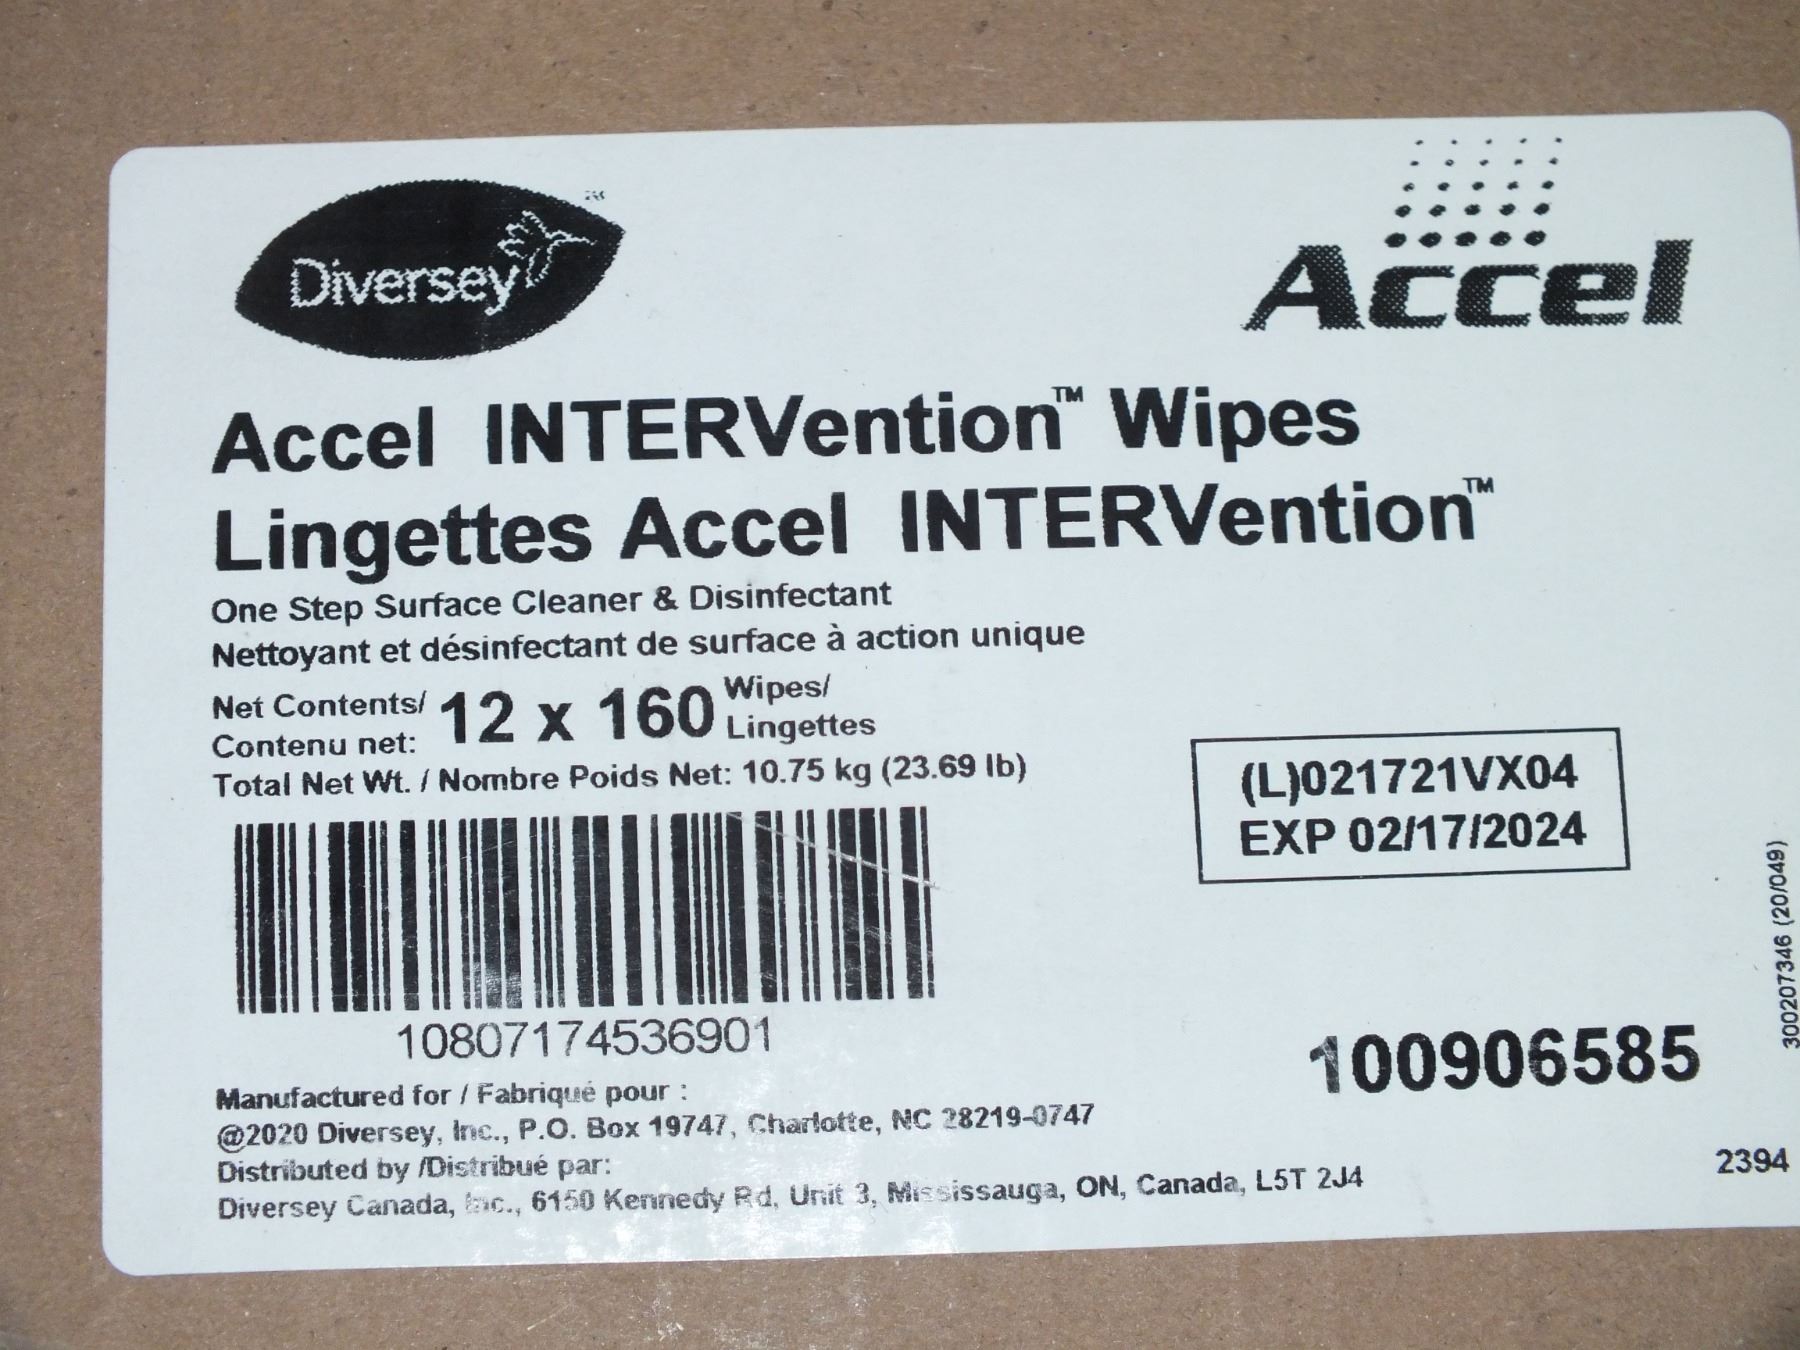 Diversey™
Accel
Accel INTERVention™ Wipes
Lingettes Accel INTERVention™
One Step Surface Cleaner & Disinfectant
Nettoyant et désinfectant de surface à action unique
Net Contents/ 12 x 160 Wipes/
Contenu net: Lingettes
Total Net Wt. / Nombre Poids Net: 10.75 kg (23.69 lb)
(L)021721VX04
EXP 02/17/2024
10807174536901
100906585
300207346 (20/049)
Manufactured for / Fabriqué pour :
@2020 Diversey, Inc., P.O. Box 19747, Charlotte, NC 28219-0747
Distributed by /Distribué par:
Diversey Canada, Inc., 6150 Kennedy Rd, Unit 3, Mississauga, ON, Canada, L5T 2J4
2394